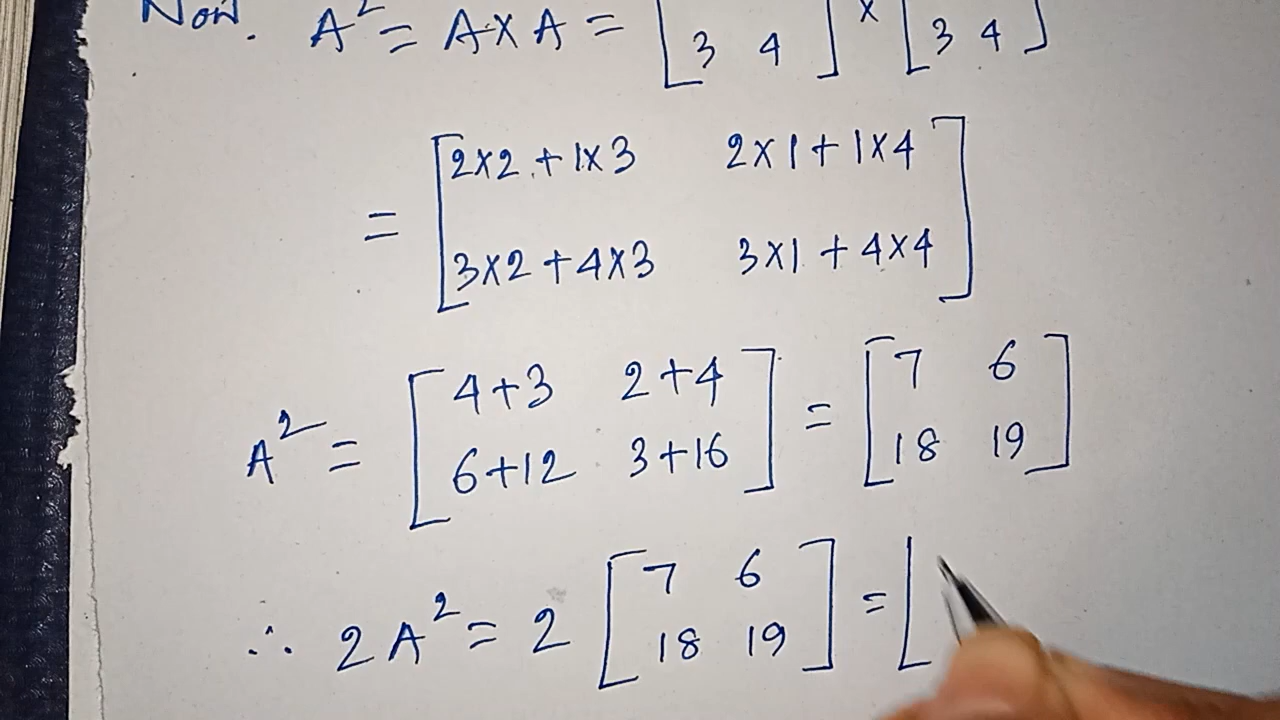 Now. A² = A×A = [ 3 4 ] × [ 3 4 ]
= [ 2×2 + 1×3 2×1 + 1×4
3×2 + 4×3 3×1 + 4×4 ]
A² = [ 4+3 2+4 ] = [ 7 6 ]
[ 6+12 3+16 ] [ 18 19 ]
∴ 2A² = 2 [ 7 6 ] = [
[ 18 19 ]